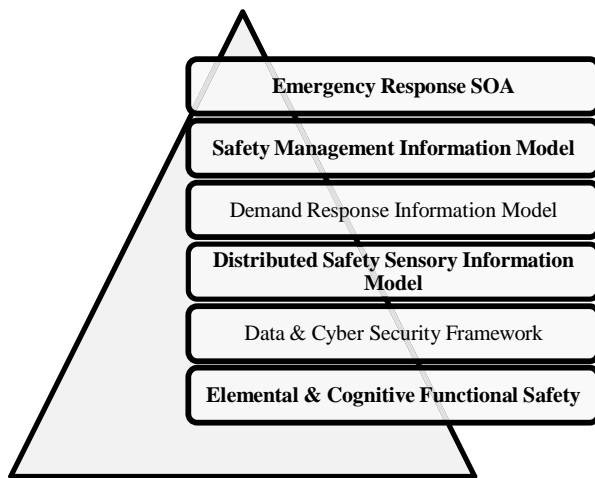 Emergency Response SOA
Safety Management Information Model
Demand Response Information Model
Distributed Safety Sensory Information
Model
Data & Cyber Security Framework
Elemental & Cognitive Functional Safety